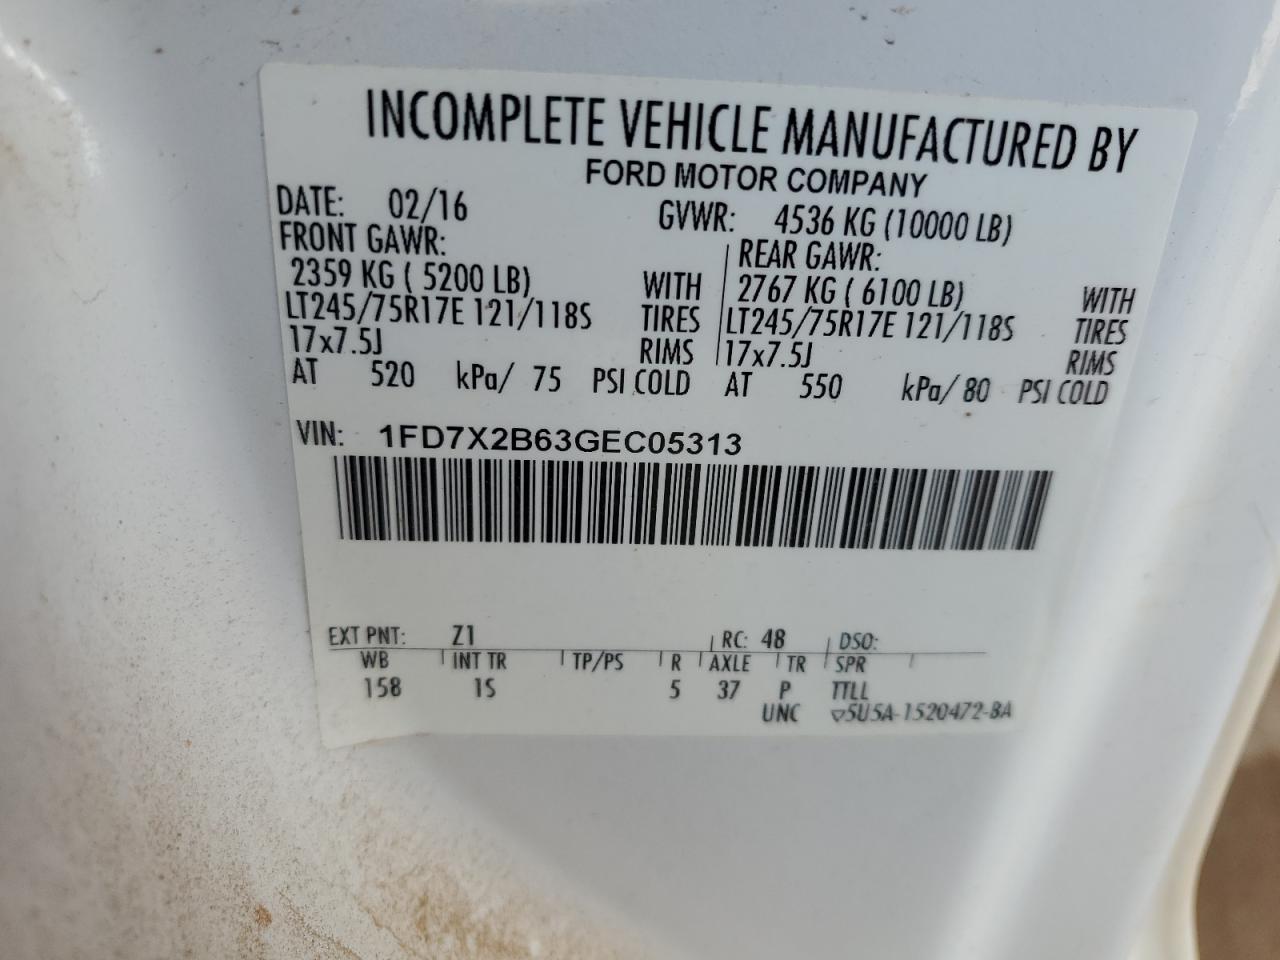 INCOMPLETE VEHICLE MANUFACTURED BY
FORD MOTOR COMPANY
DATE: 02/16 GVWR: 4536 KG (10000 LB)
FRONT GAWR: REAR GAWR:
2359 KG ( 5200 LB) WITH 2767 KG ( 6100 LB) WITH
LT245/75R17E 121/118S TIRES LT245/75R17E 121/118S TIRES
17x7.5J RIMS 17x7.5J RIMS
AT 520 kPa/ 75 PSI COLD AT 550 kPa/ 80 PSI COLD
VIN: 1FD7X2B63GEC05313
EXT PNT: Z1 RC: 48 DSO:
WB INT TR TP/PS R AXLE TR SPR
158 1S 5 37 P TTLL
UNC ▽5U5A-1520472-BA